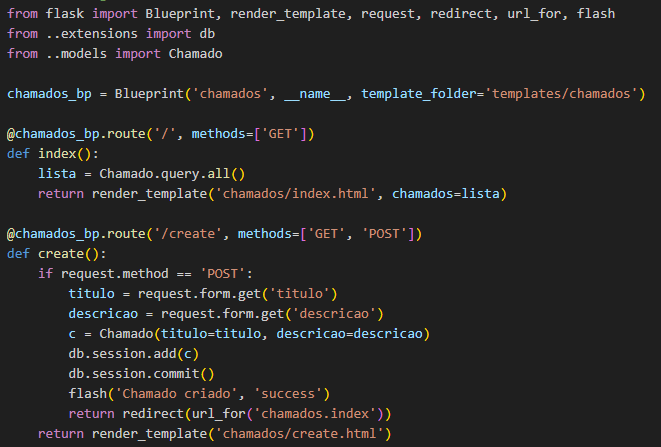 from flask import Blueprint, render_template, request, redirect, url_for, flash
from ..extensions import db
from ..models import Chamado

chamados_bp = Blueprint('chamados', __name__, template_folder='templates/chamados')

@chamados_bp.route('/', methods=['GET'])
def index():
    lista = Chamado.query.all()
    return render_template('chamados/index.html', chamados=lista)

@chamados_bp.route('/create', methods=['GET', 'POST'])
def create():
    if request.method == 'POST':
        titulo = request.form.get('titulo')
        descricao = request.form.get('descricao')
        c = Chamado(titulo=titulo, descricao=descricao)
        db.session.add(c)
        db.session.commit()
        flash('Chamado criado', 'success')
        return redirect(url_for('chamados.index'))
    return render_template('chamados/create.html')